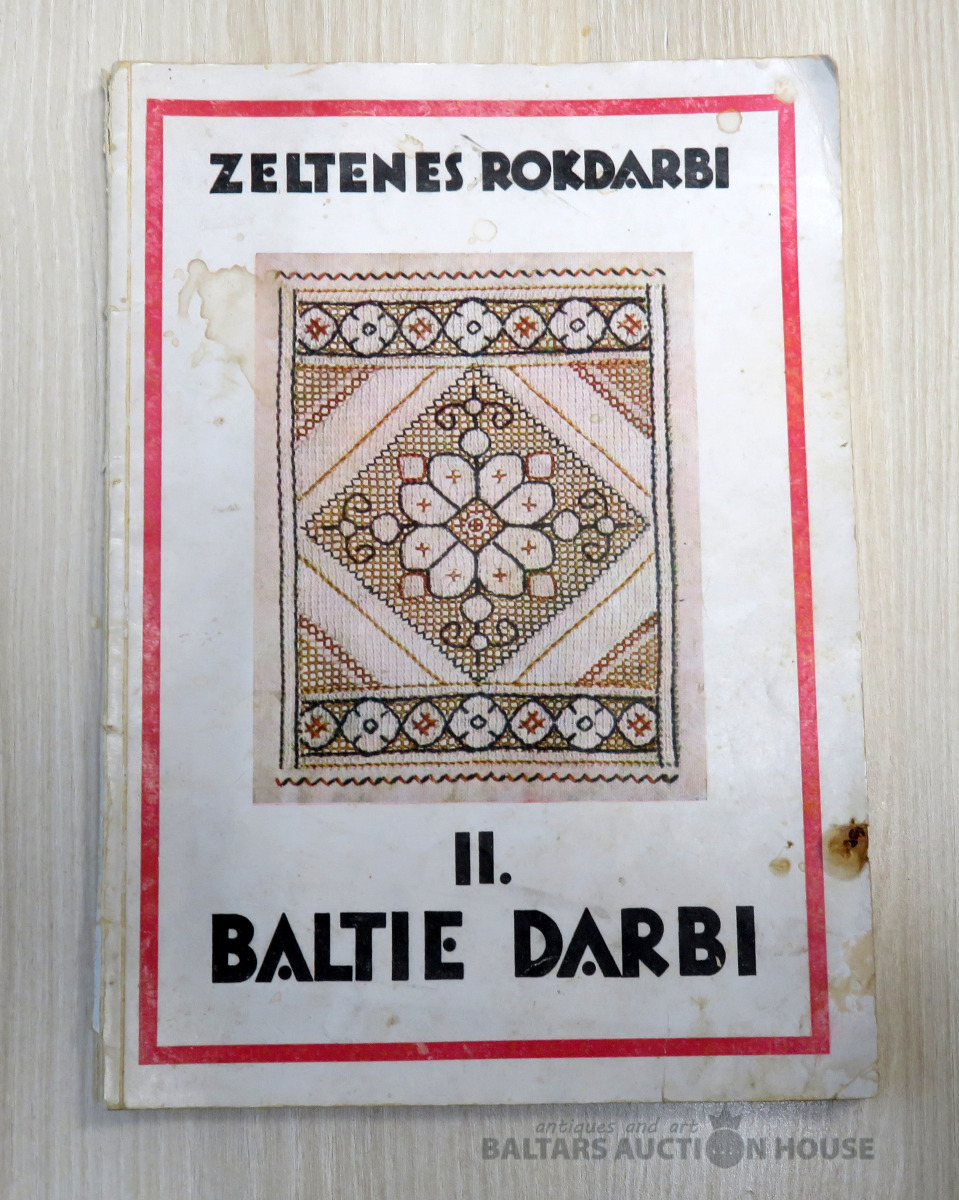 ZELTENES ROKDARBI
II.
BALTIE DARBI
antiques and art
BALTARS AUCTION HOUSE